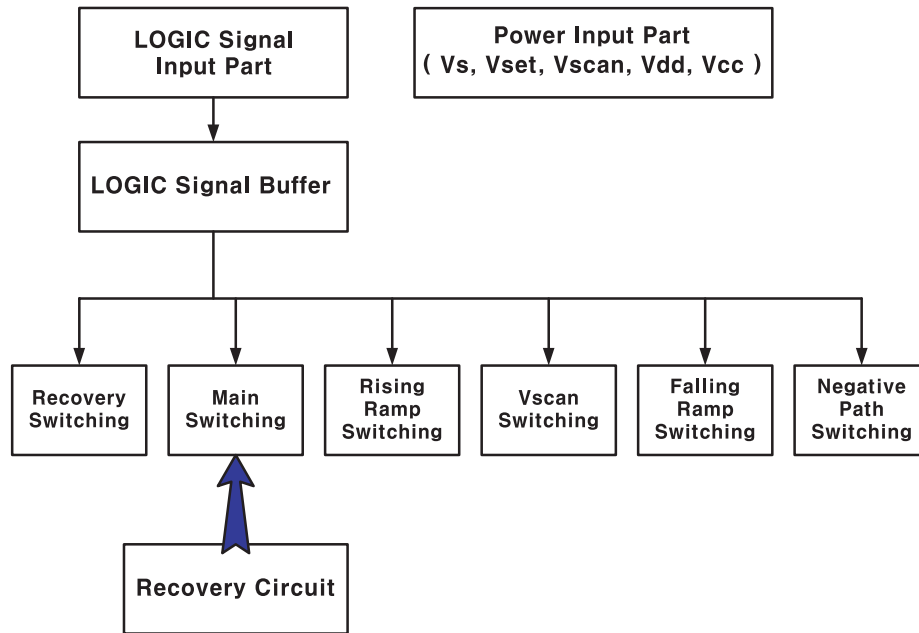 LOGIC Signal
Input Part
Power Input Part
( Vs, Vset, Vscan, Vdd, Vcc )
LOGIC Signal Buffer
Recovery
Switching
Main
Switching
Rising
Ramp
Switching
Vscan
Switching
Falling
Ramp
Switching
Negative
Path
Switching
Recovery Circuit